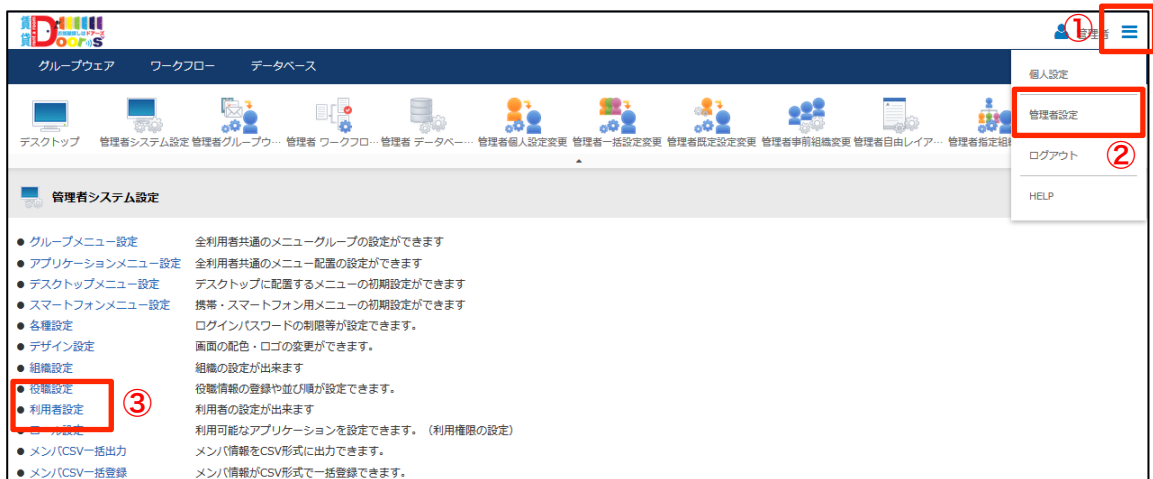 賃貸 Door's お部屋探しはドアーズ
① 管理者
グループウェア ワークフロー データベース
個人設定
管理者設定
ログアウト ②
HELP
デスクトップ 管理者システム設定 管理者グループウ… 管理者 ワークフロ… 管理者 データベー… 管理者個人設定変更 管理者一括設定変更 管理者既定設定変更 管理者事前組織変更 管理者自由レイア… 管理者指定組
管理者システム設定
● グループメニュー設定 全利用者共通のメニューグループの設定ができます
● アプリケーションメニュー設定 全利用者共通のメニュー配置の設定ができます
● デスクトップメニュー設定 デスクトップに配置するメニューの初期設定ができます
● スマートフォンメニュー設定 携帯・スマートフォン用メニューの初期設定ができます
● 各種設定 ログインパスワードの制限等が設定できます。
● デザイン設定 画面の配色・ロゴの変更ができます。
● 組織設定 組織の設定が出来ます
● 役職設定 役職情報の登録や並び順が設定できます。
● 利用者設定 ③ 利用者の設定が出来ます
● ロール設定 利用可能なアプリケーションを設定できます。（利用権限の設定）
● メンバCSV一括出力 メンバ情報をCSV形式に出力できます。
● メンバCSV一括登録 メンバ情報がCSV形式で一括登録できます。